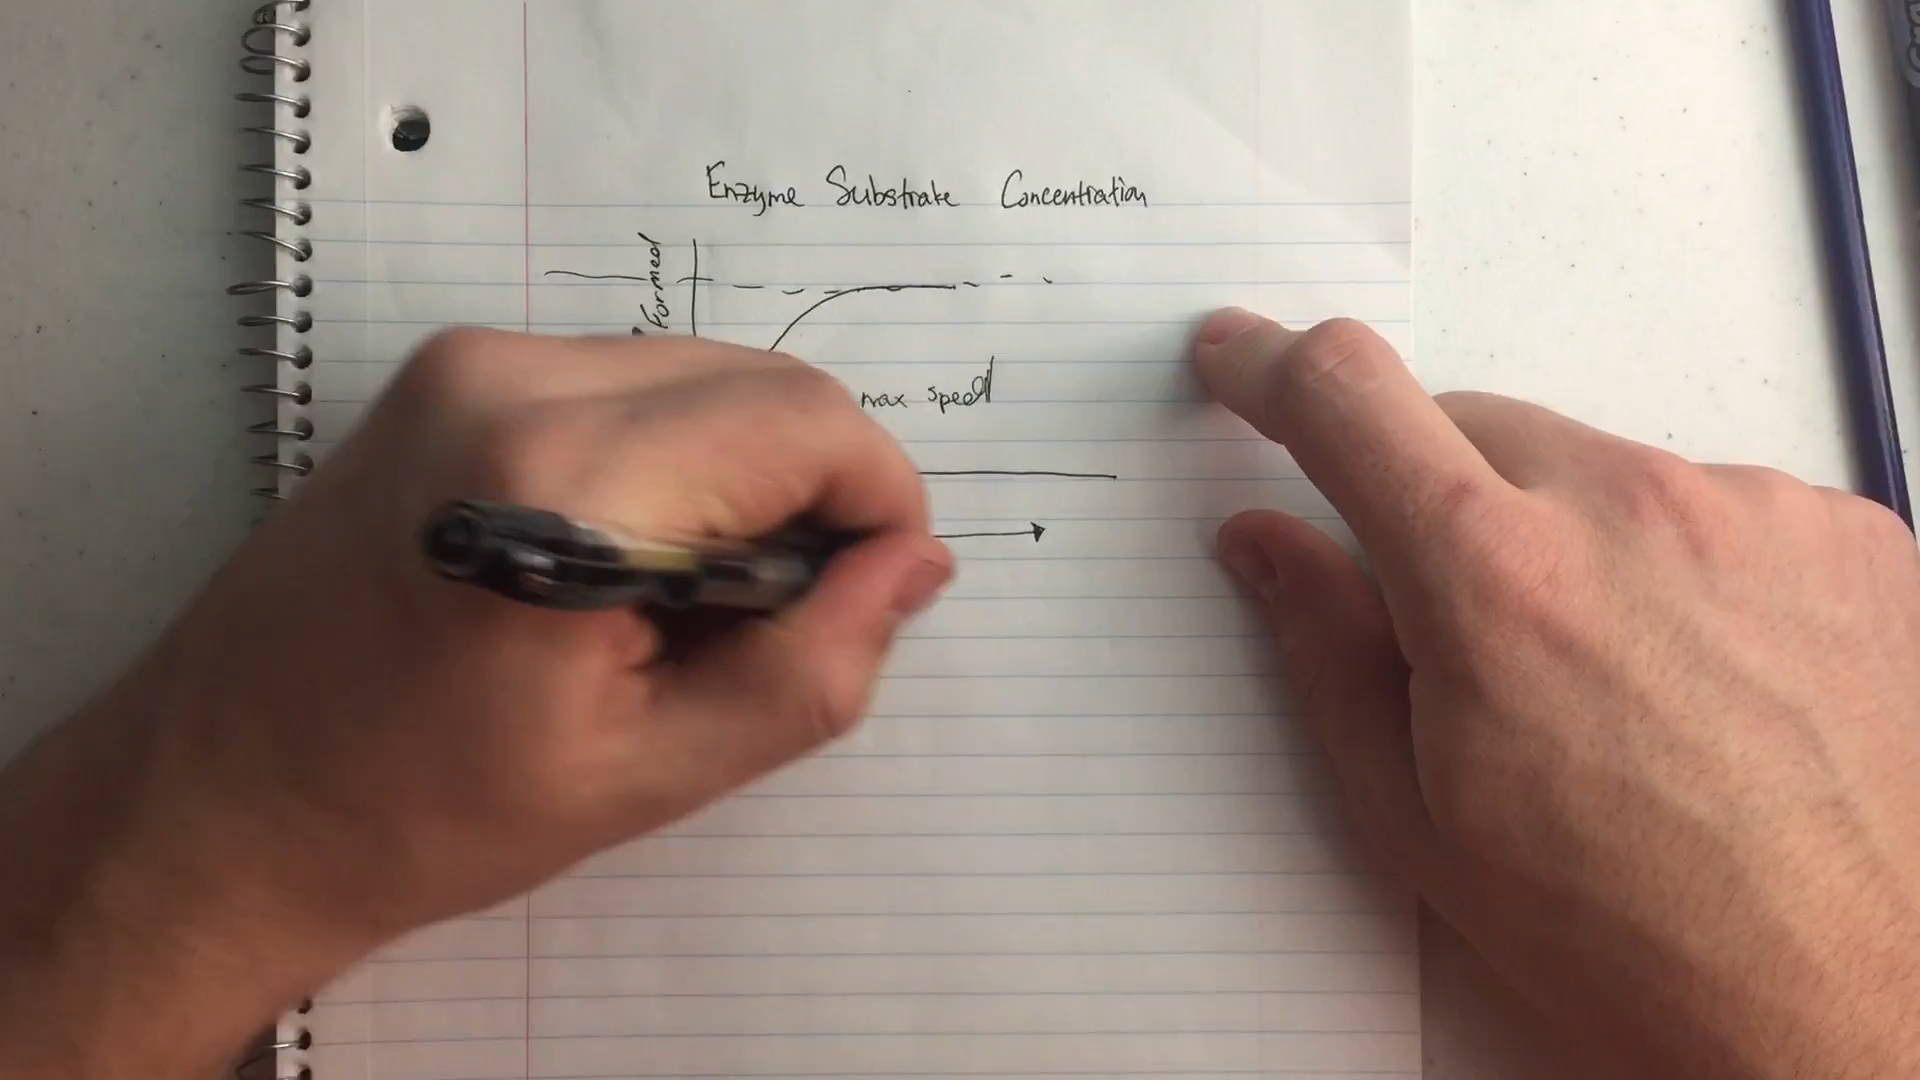 Enzyme Substrate Concentration
Formed
max speed